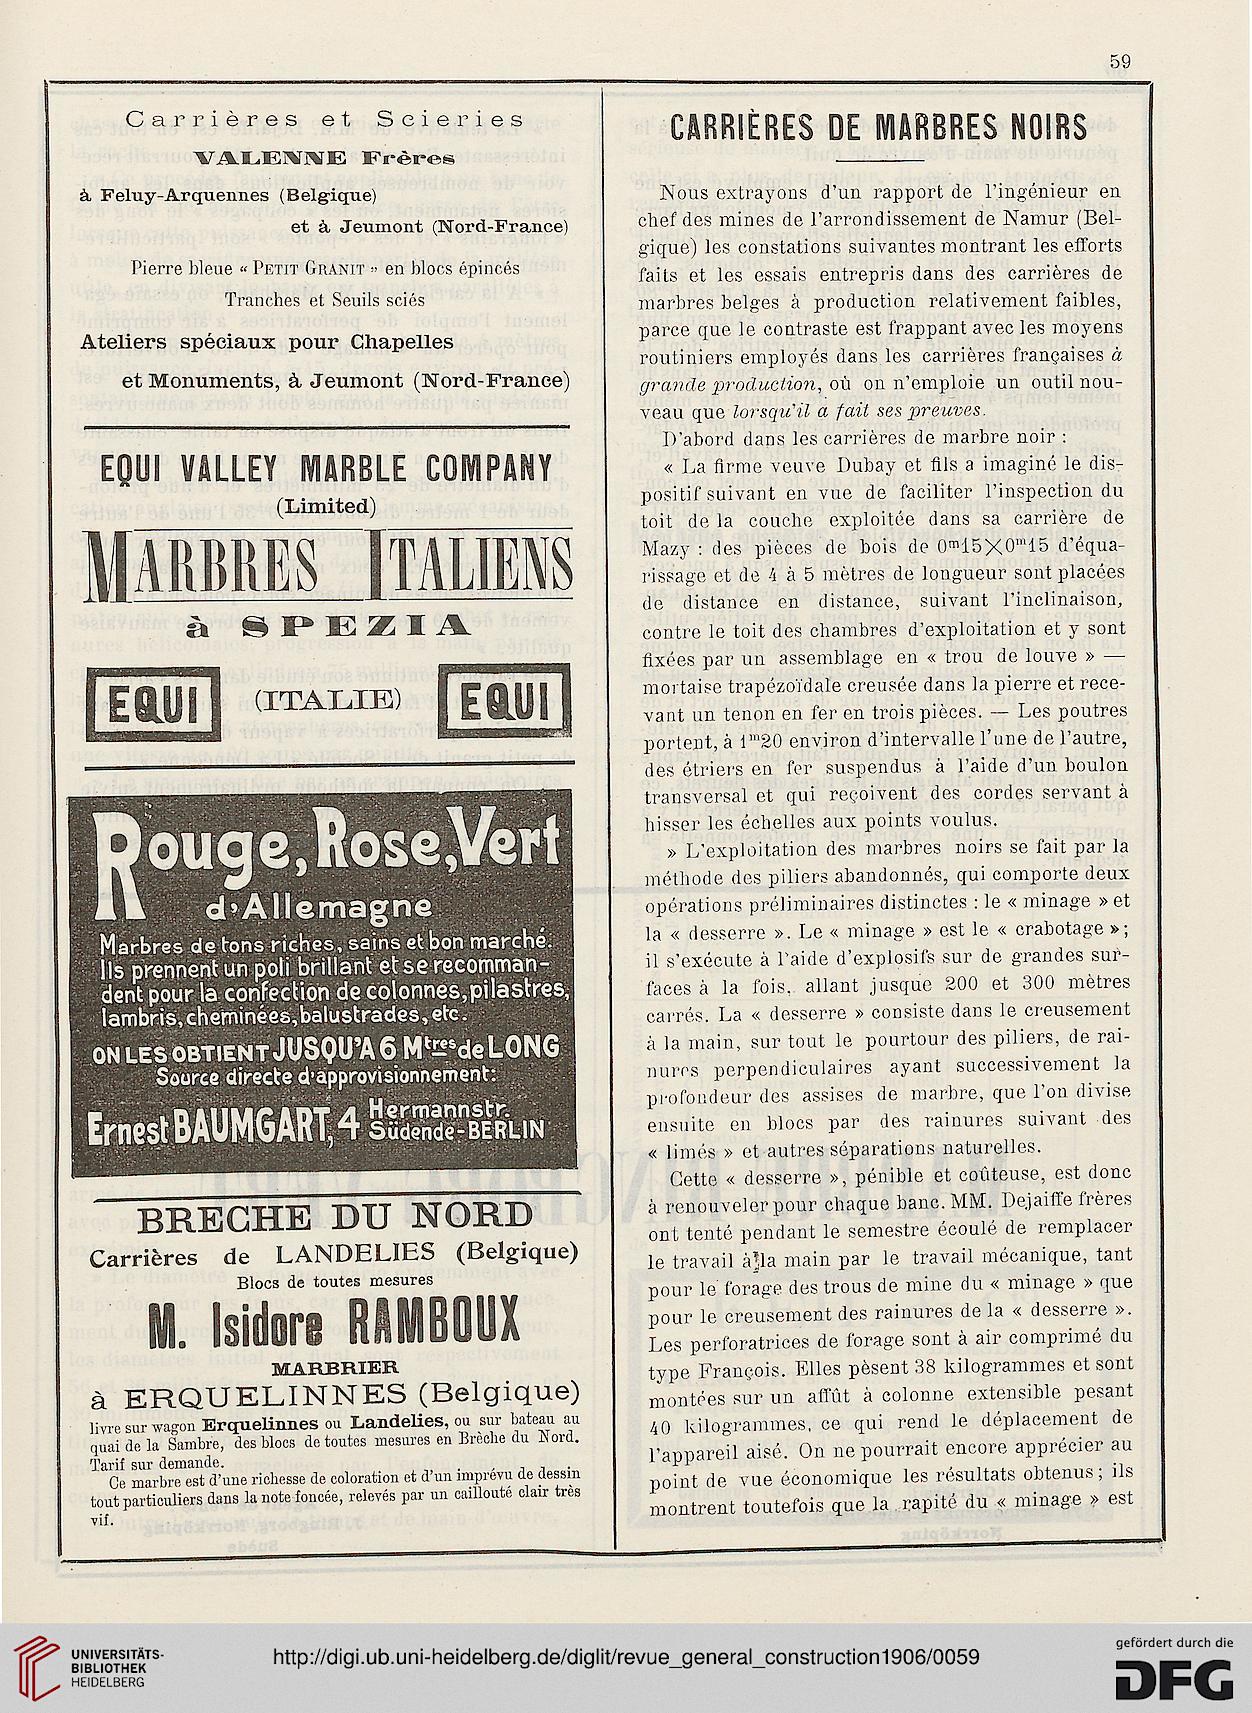 59
Carrières et Scieries
VALENNE Frères
à Feluy-Arquennes (Belgique)
et à Jeumont (Nord-France)
Pierre bleue « PETIT GRANIT » en blocs épincés
Tranches et Seuils sciés
Ateliers spéciaux pour Chapelles
et Monuments, à Jeumont (Nord-France)
EQUI VALLEY MARBLE COMPANY
(Limited)
MARBRES ITALIENS
à SPEZIA
EQUI (ITALIE) EQUI
Rouge, Rose, Vert
d'Allemagne
Marbres de tons riches, sains et bon marché.
Ils prennent un poli brillant et se recomman-
dent pour la confection de colonnes, pilastres,
lambris, cheminées, balustrades, etc.
ON LES OBTIENT JUSQU'A 6 Mtres de LONG
Source directe d'approvisionnement:
Ernest BAUMGART, 4 Hermannstr.
Südende-BERLIN
BRECHE DU NORD
Carrières de LANDELIES (Belgique)
Blocs de toutes mesures
M. Isidore RAMBOUX
MARBRIER
à ERQUELINNES (Belgique)
livre sur wagon Erquelinnes ou Landelies, ou sur bateau au
quai de la Sambre, des blocs de toutes mesures en Brèche du Nord.
Tarif sur demande.
Ce marbre est d'une richesse de coloration et d'un imprévu de dessin
tout particuliers dans la note foncée, relevés par un caillouté clair très
vif.
CARRIÈRES DE MARBRES NOIRS
Nous extrayons d'un rapport de l'ingénieur en
chef des mines de l'arrondissement de Namur (Bel-
gique) les constations suivantes montrant les efforts
faits et les essais entrepris dans des carrières de
marbres belges à production relativement faibles,
parce que le contraste est frappant avec les moyens
routiniers employés dans les carrières françaises à
grande production, où on n'emploie un outil nou-
veau que lorsqu'il a fait ses preuves.
D'abord dans les carrières de marbre noir :
« La firme veuve Dubay et fils a imaginé le dis-
positif suivant en vue de faciliter l'inspection du
toit de la couche exploitée dans sa carrière de
Mazy : des pièces de bois de 0m15×0m15 d'équa-
rissage et de 4 à 5 mètres de longueur sont placées
de distance en distance, suivant l'inclinaison,
contre le toit des chambres d'exploitation et y sont
fixées par un assemblage en « trou de louve » —
mortaise trapézoïdale creusée dans la pierre et rece-
vant un tenon en fer en trois pièces. — Les poutres
portent, à 1m20 environ d'intervalle l'une de l'autre,
des étriers en fer suspendus à l'aide d'un boulon
transversal et qui reçoivent des cordes servant à
hisser les échelles aux points voulus.
» L'exploitation des marbres noirs se fait par la
méthode des piliers abandonnés, qui comporte deux
opérations préliminaires distinctes : le « minage » et
la « desserre ». Le « minage » est le « crabotage » ;
il s'exécute à l'aide d'explosifs sur de grandes sur-
faces à la fois, allant jusque 200 et 300 mètres
carrés. La « desserre » consiste dans le creusement
à la main, sur tout le pourtour des piliers, de rai-
nures perpendiculaires ayant successivement la
profondeur des assises de marbre, que l'on divise
ensuite en blocs par des rainures suivant des
« limés » et autres séparations naturelles.
Cette « desserre », pénible et coûteuse, est donc
à renouveler pour chaque banc. MM. Dejaiffe frères
ont tenté pendant le semestre écoulé de remplacer
le travail à la main par le travail mécanique, tant
pour le forage des trous de mine du « minage » que
pour le creusement des rainures de la « desserre ».
Les perforatrices de forage sont à air comprimé du
type François. Elles pèsent 38 kilogrammes et sont
montées sur un affût à colonne extensible pesant
40 kilogrammes, ce qui rend le déplacement de
l'appareil aisé. On ne pourrait encore apprécier au
point de vue économique les résultats obtenus ; ils
montrent toutefois que la rapité du « minage » est
UNIVERSITÄTS-
BIBLIOTHEK
HEIDELBERG
http://digi.ub.uni-heidelberg.de/diglit/revue_general_construction1906/0059
gefördert durch die
DFG